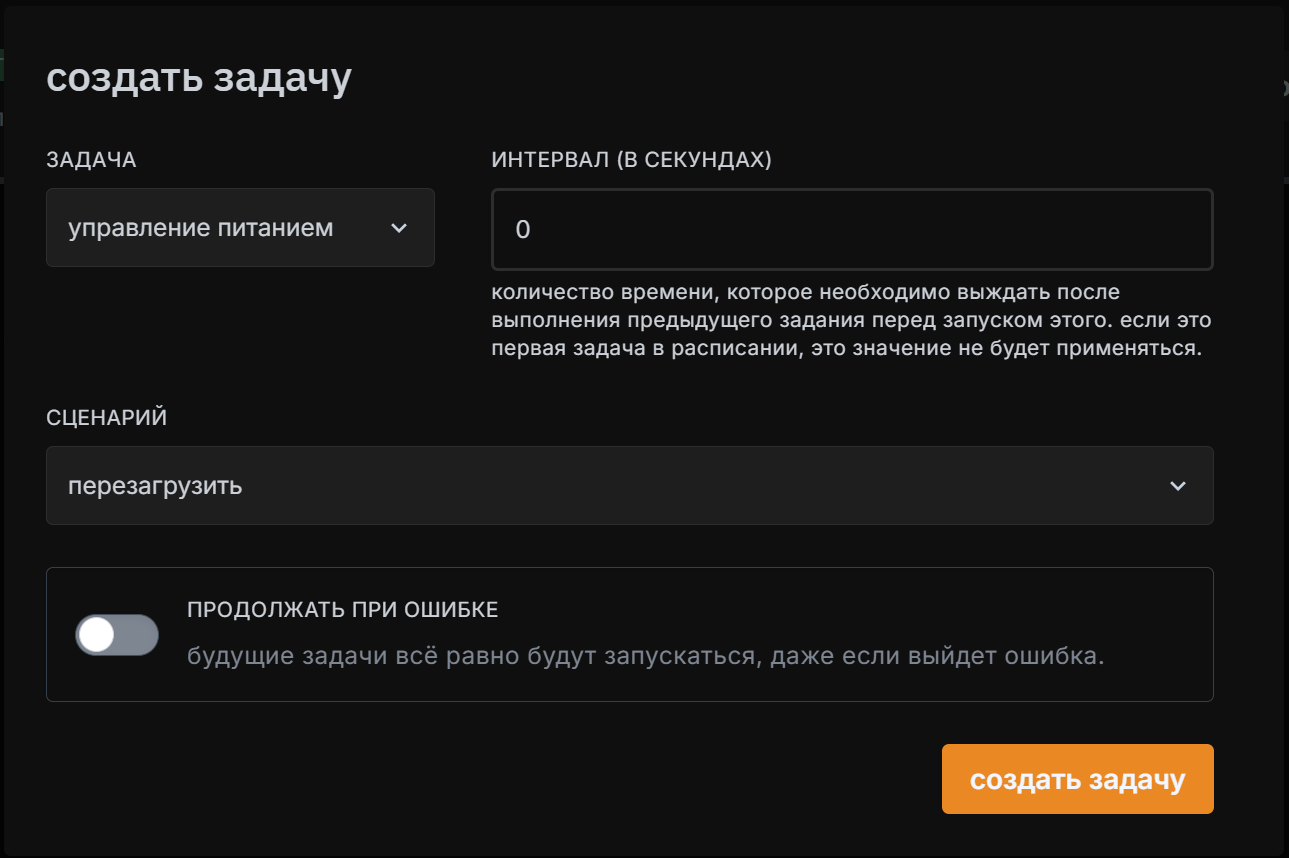 создать задачу
ЗАДАЧА
управление питанием
ИНТЕРВАЛ (В СЕКУНДАХ)
0
количество времени, которое необходимо выждать после
выполнения предыдущего задания перед запуском этого. если это
первая задача в расписании, это значение не будет применяться.
СЦЕНАРИЙ
перезагрузить
ПРОДОЛЖАТЬ ПРИ ОШИБКЕ
будущие задачи всё равно будут запускаться, даже если выйдет ошибка.
создать задачу